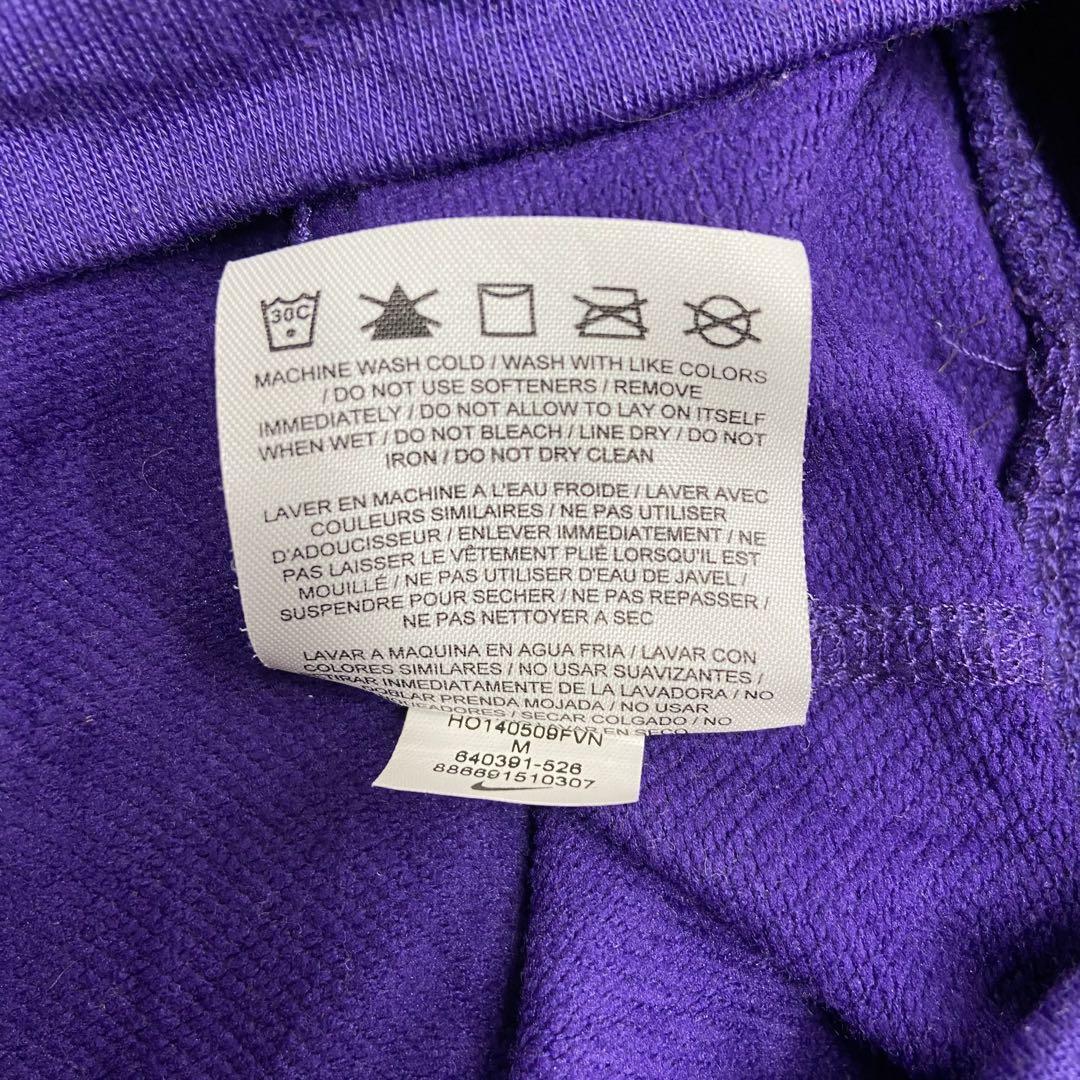 30C
MACHINE WASH COLD / WASH WITH LIKE COLORS
/ DO NOT USE SOFTENERS / REMOVE
IMMEDIATELY / DO NOT ALLOW TO LAY ON ITSELF
WHEN WET / DO NOT BLEACH / LINE DRY / DO NOT
IRON / DO NOT DRY CLEAN
LAVER EN MACHINE A L'EAU FROIDE / LAVER AVEC
COULEURS SIMILAIRES / NE PAS UTILISER
D'ADOUCISSEUR / ENLEVER IMMEDIATEMENT / NE
PAS LAISSER LE VÊTEMENT PLIÉ LORSQU'IL EST
MOUILLÉ / NE PAS UTILISER D'EAU DE JAVEL /
SUSPENDRE POUR SECHER / NE PAS REPASSER /
NE PAS NETTOYER A SEC
LAVAR A MAQUINA EN AGUA FRIA / LAVAR CON
COLORES SIMILARES / NO USAR SUAVIZANTES /
RETIRAR INMEDIATAMENTE DE LA LAVADORA / NO
DOBLAR PRENDA MOJADA / NO USAR
/ SECAR COLGADO / NO
EN SECO
HO140509FVN
M
640391-526
886691510307